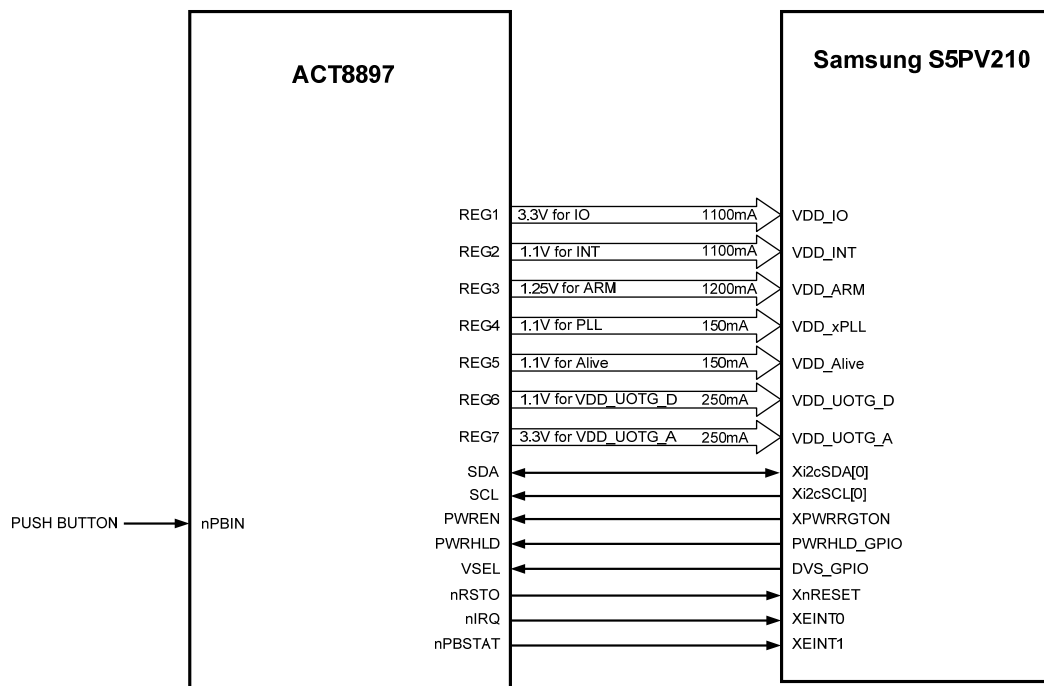 ACT8897
Samsung S5PV210
REG1 3.3V for IO 1100mA VDD_IO
REG2 1.1V for INT 1100mA VDD_INT
REG3 1.25V for ARM 1200mA VDD_ARM
REG4 1.1V for PLL 150mA VDD_xPLL
REG5 1.1V for Alive 150mA VDD_Alive
REG6 1.1V for VDD_UOTG_D 250mA VDD_UOTG_D
REG7 3.3V for VDD_UOTG_A 250mA VDD_UOTG_A
SDA Xi2cSDA[0]
SCL Xi2cSCL[0]
PUSH BUTTON nPBIN PWREN XPWRRGTON
PWRHLD PWRHLD_GPIO
VSEL DVS_GPIO
nRSTO XnRESET
nIRQ XEINT0
nPBSTAT XEINT1